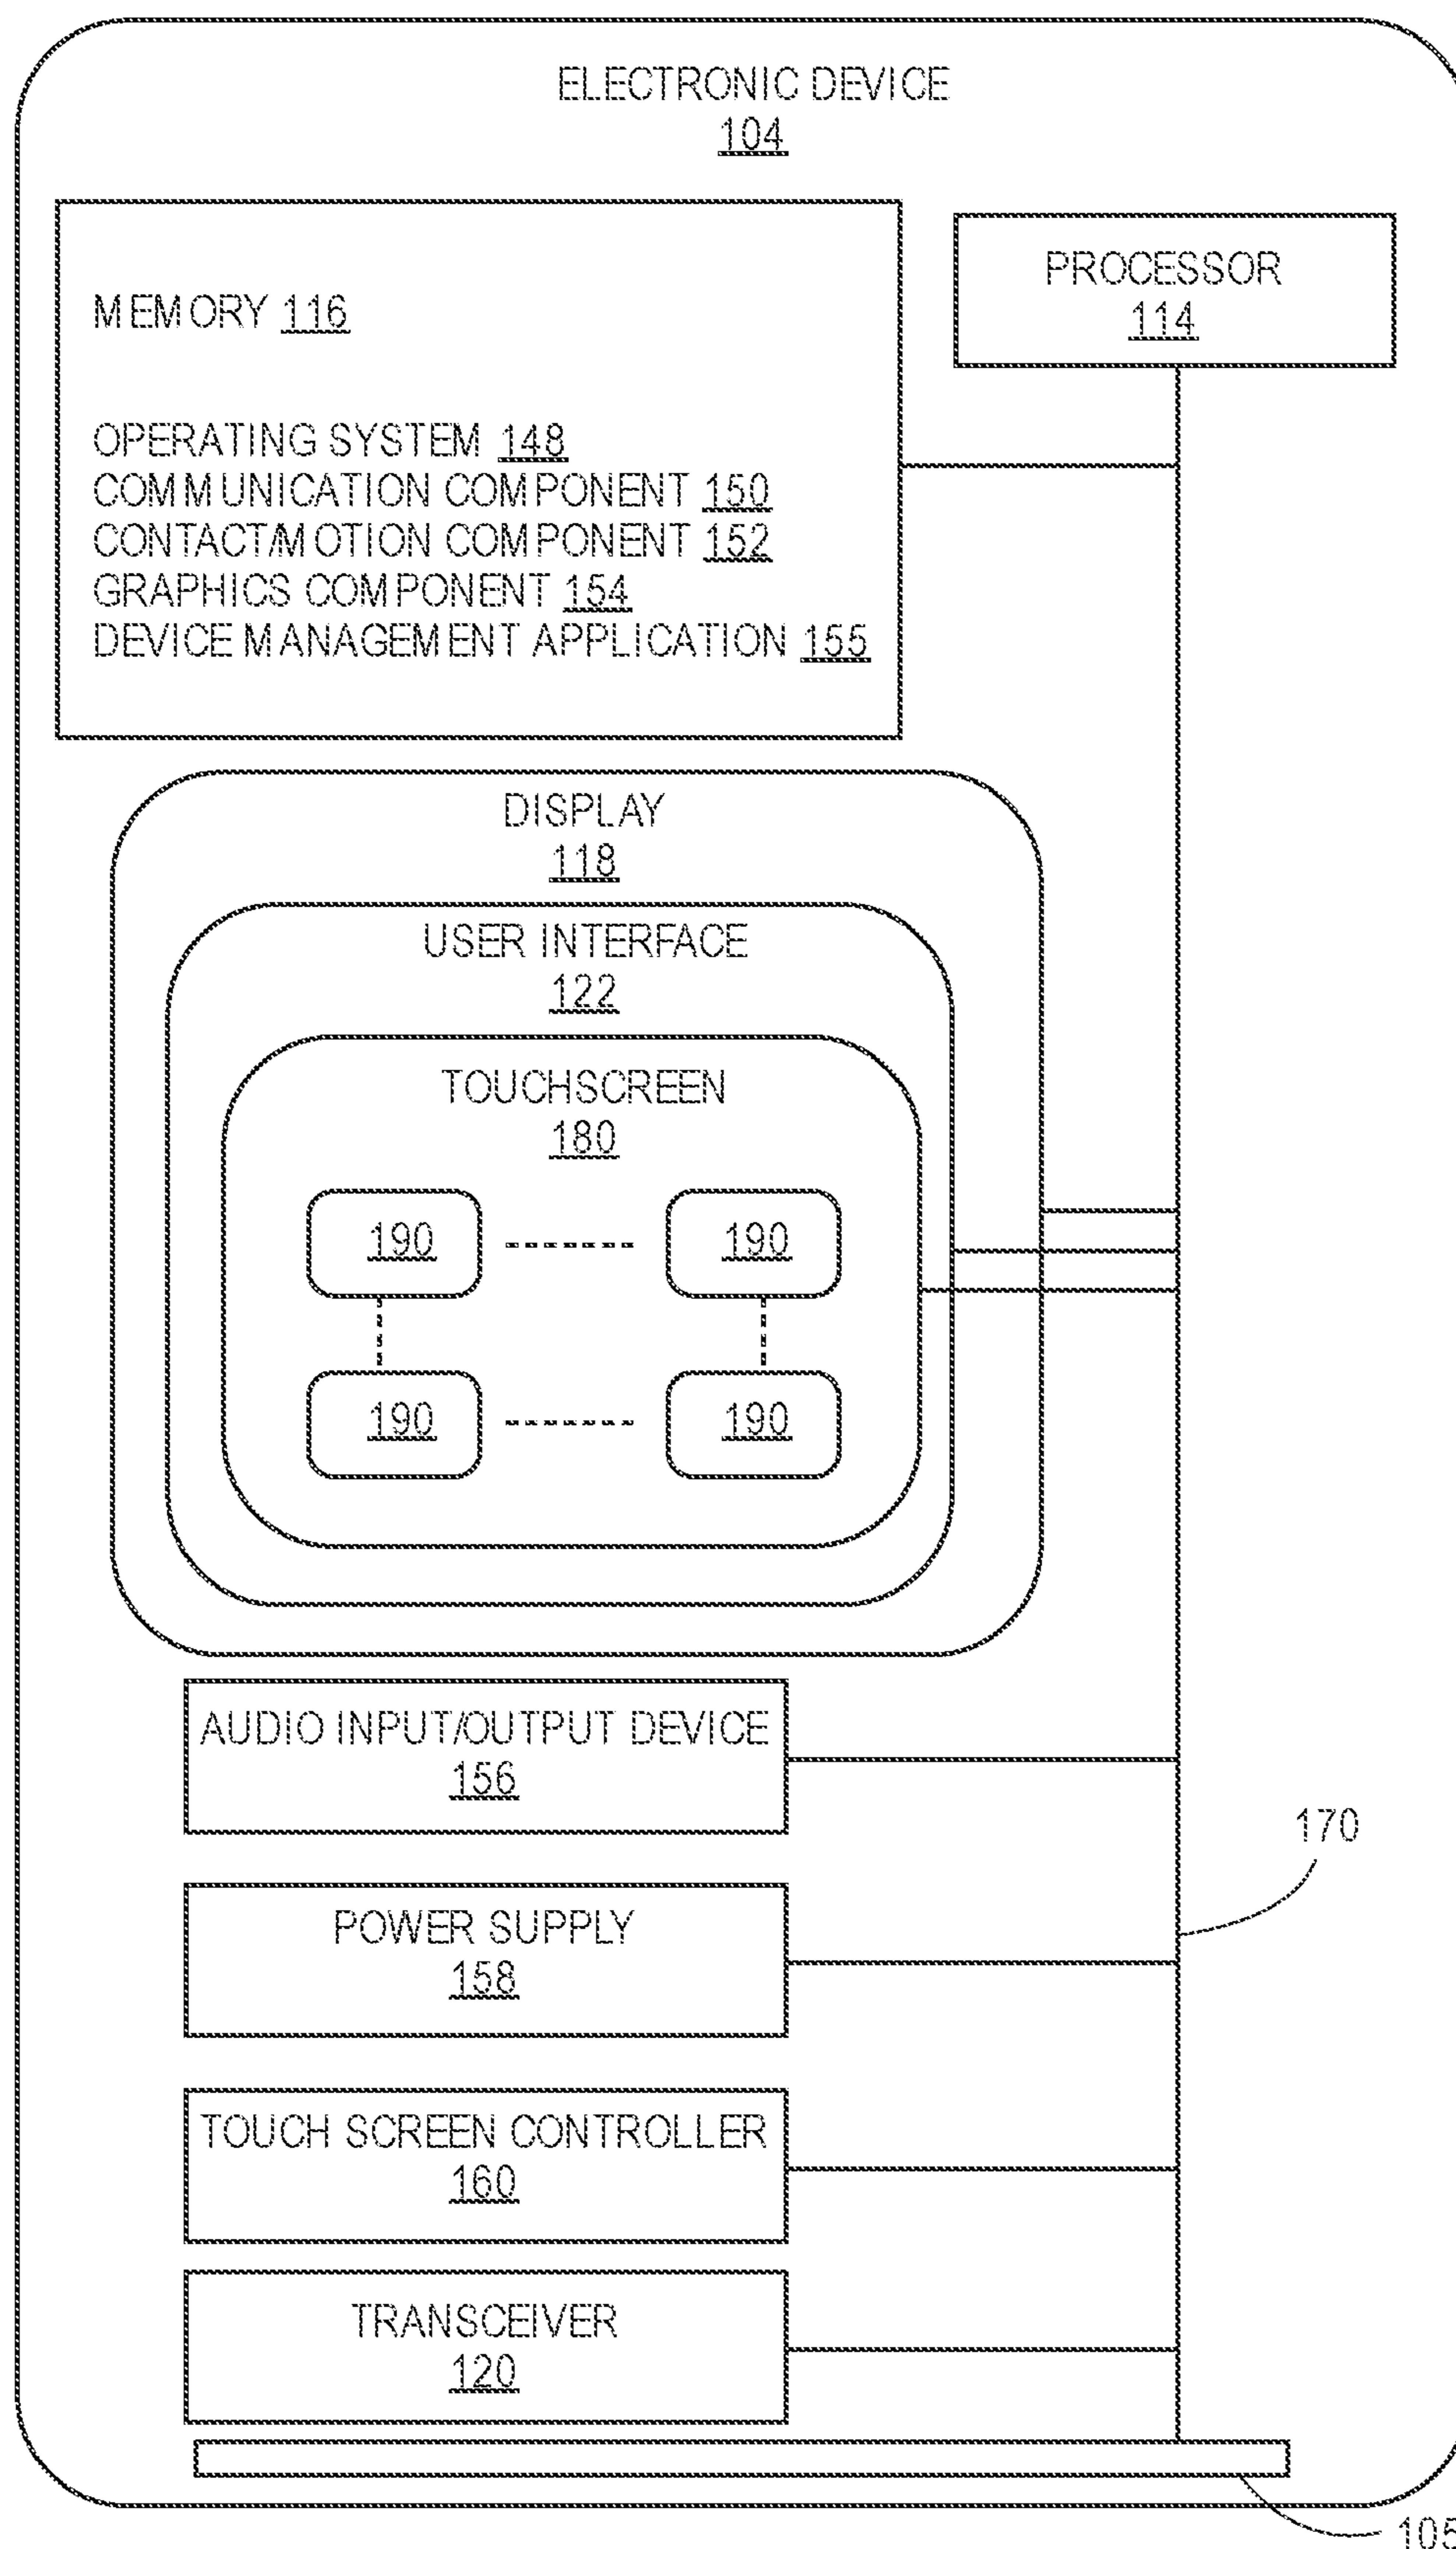 ELECTRONIC DEVICE
104
PROCESSOR
114
MEMORY 116
OPERATING SYSTEM 148
COMMUNICATION COMPONENT 150
CONTACT/MOTION COMPONENT 152
GRAPHICS COMPONENT 154
DEVICE MANAGEMENT APPLICATION 155
DISPLAY
118
USER INTERFACE
122
TOUCHSCREEN
180
190 190
190 190
AUDIO INPUT/OUTPUT DEVICE
156
170
POWER SUPPLY
158
TOUCH SCREEN CONTROLLER
160
TRANSCEIVER
120
105